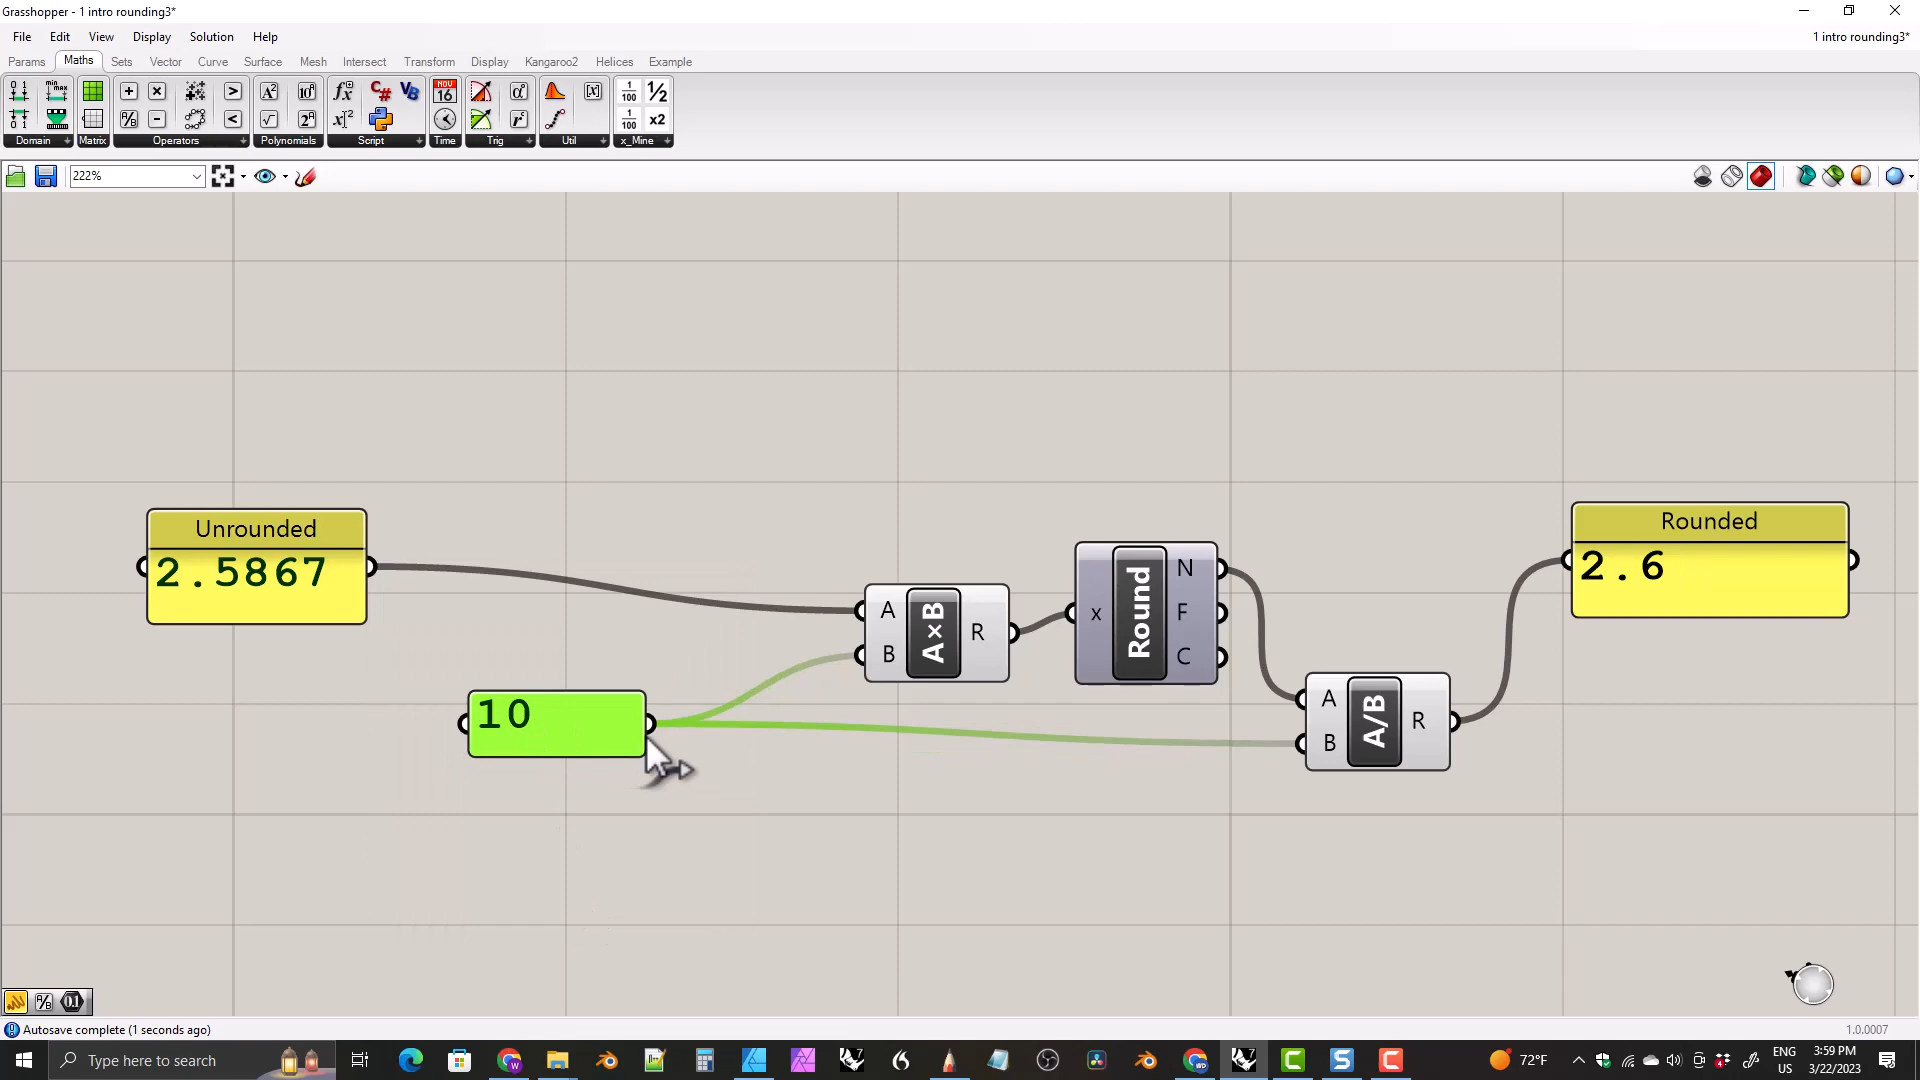 Grasshopper - 1 intro rounding3*
File Edit View Display Solution Help 1 intro rounding3*
Params Maths Sets Vector Curve Surface Mesh Intersect Transform Display Kangaroo2 Helices Example
Domain Matrix Operators Polynomials Script Time Trig Util x_Mine
222%
Unrounded
2.5867
10
A B A×B R
x Round N F C
A B A/B R
Rounded
2.6
Autosave complete (1 seconds ago) 1.0.0007
Type here to search 72°F ENG US 3:59 PM 3/22/2023